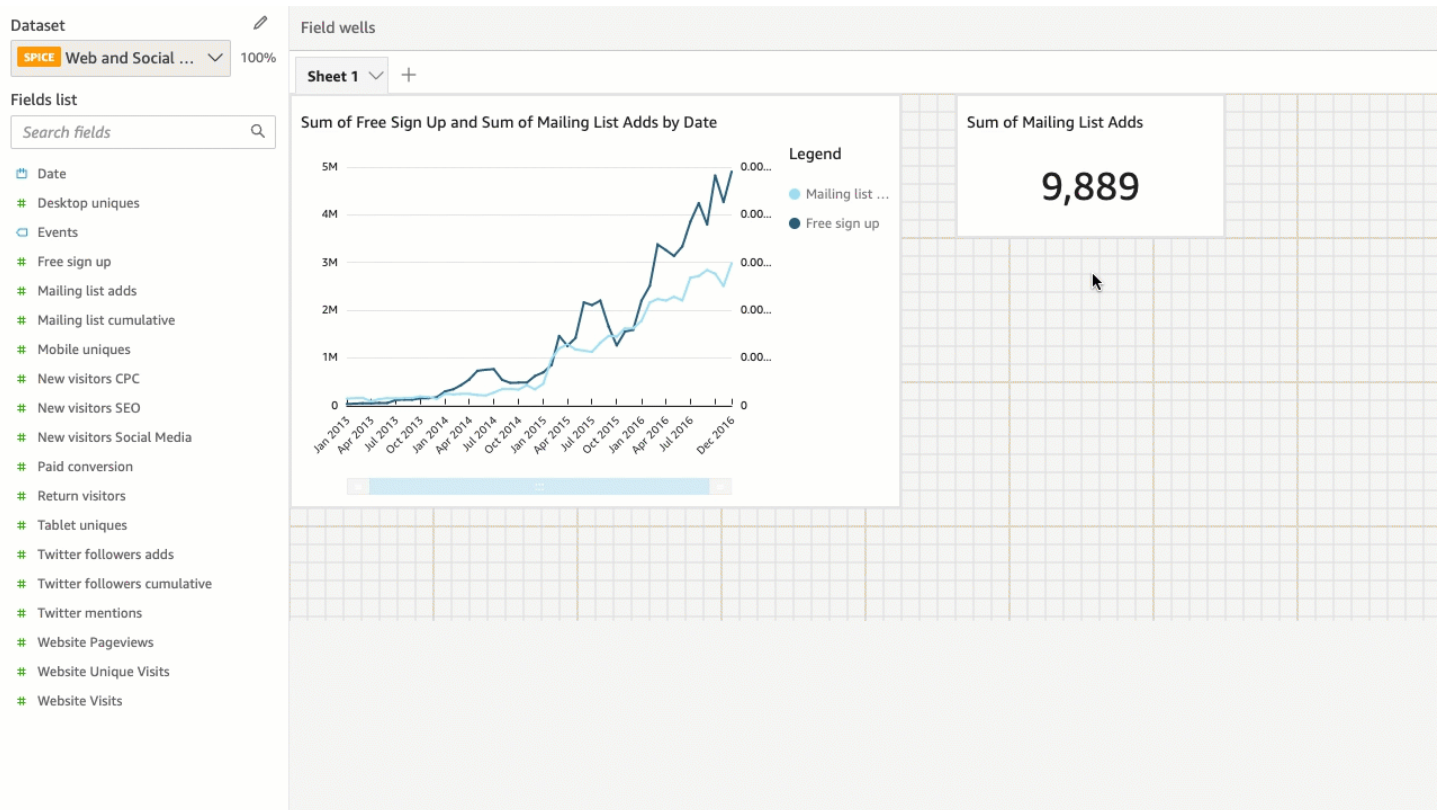 Dataset
SPICE Web and Social ... 100%
Fields list
Search fields
Date
Desktop uniques
Events
Free sign up
Mailing list adds
Mailing list cumulative
Mobile uniques
New visitors CPC
New visitors SEO
New visitors Social Media
Paid conversion
Return visitors
Tablet uniques
Twitter followers adds
Twitter followers cumulative
Twitter mentions
Website Pageviews
Website Unique Visits
Website Visits
Field wells
Sheet 1
Sum of Free Sign Up and Sum of Mailing List Adds by Date
5M
4M
3M
2M
1M
0
0.00...
0.00...
0.00...
0.00...
0.00...
0
Jan 2013
Apr 2013
Jul 2013
Oct 2013
Jan 2014
Apr 2014
Jul 2014
Oct 2014
Jan 2015
Apr 2015
Jul 2015
Oct 2015
Jan 2016
Apr 2016
Jul 2016
Dec 2016
Legend
Mailing list ...
Free sign up
Sum of Mailing List Adds
9,889